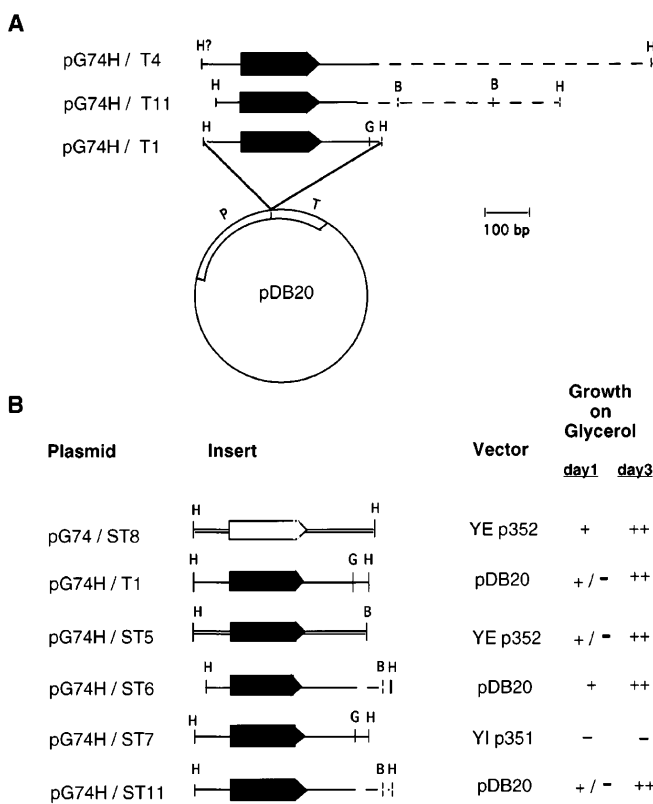 A
H? H
pG74H / T4
H B B H
pG74H / T11
H G H
pG74H / T1
P T
100 bp
pDB20
B
Growth
on
Glycerol
Plasmid Insert Vector
day1 day3
H H
pG74 / ST8 YE p352 + ++
H G H
pG74H / T1 pDB20 + / - ++
H B
pG74H / ST5 YE p352 + / - ++
H B H
pG74H / ST6 pDB20 + ++
H G H
pG74H / ST7 YI p351 - -
H B H
pG74H / ST11 pDB20 + / - ++